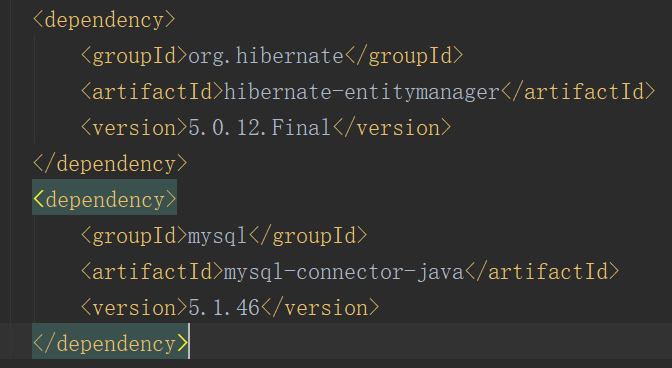 <dependency>
<groupId>org.hibernate</groupId>
<artifactId>hibernate-entitymanager</artifactId>
<version>5.0.12.Final</version>
</dependency>
<dependency>
<groupId>mysql</groupId>
<artifactId>mysql-connector-java</artifactId>
<version>5.1.46</version>
</dependency>